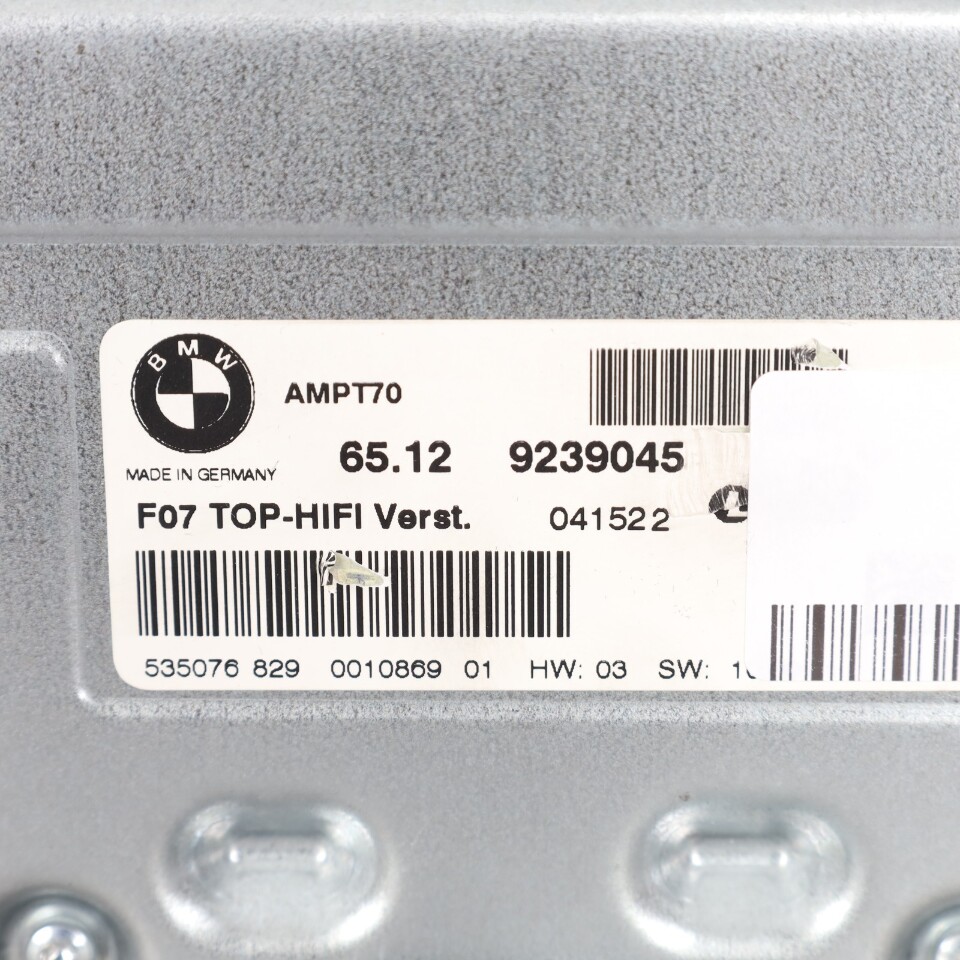 BMW
AMPT70
MADE IN GERMANY
65.12 9239045
F07 TOP-HIFI Verst. 041522
535076 829 0010869 01 HW: 03 SW: